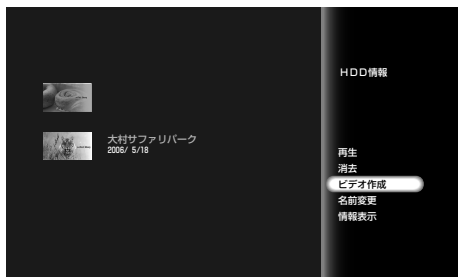 HDD情報
大村サファリパーク
2006/ 5/18
再生
消去
ビデオ作成
名前変更
情報表示